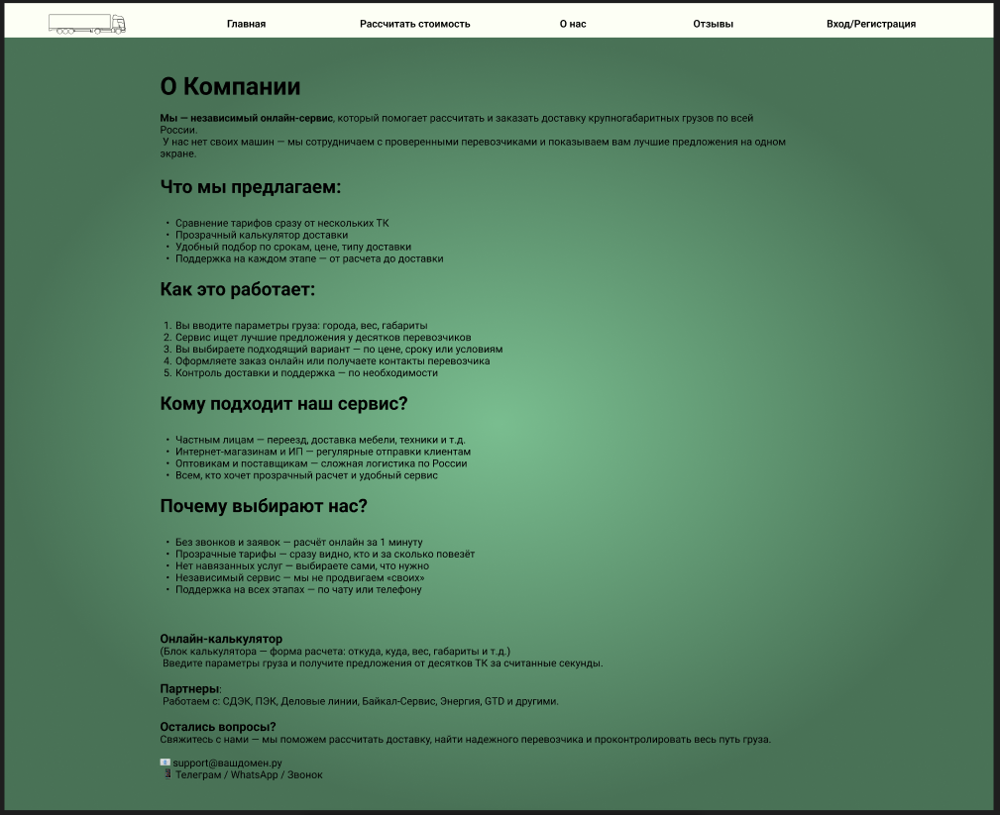 Главная Рассчитать стоимость О нас Отзывы Вход/Регистрация
О Компании
Мы — независимый онлайн-сервис, который помогает рассчитать и заказать доставку крупногабаритных грузов по всей
России.
У нас нет своих машин — мы сотрудничаем с проверенными перевозчиками и показываем вам лучшие предложения на одном
экране.
Что мы предлагаем:
• Сравнение тарифов сразу от нескольких ТК
• Прозрачный калькулятор доставки
• Удобный подбор по срокам, цене, типу доставки
• Поддержка на каждом этапе — от расчета до доставки
Как это работает:
1. Вы вводите параметры груза: города, вес, габариты
2. Сервис ищет лучшие предложения у десятков перевозчиков
3. Вы выбираете подходящий вариант — по цене, сроку или условиям
4. Оформляете заказ онлайн или получаете контакты перевозчика
5. Контроль доставки и поддержка — по необходимости
Кому подходит наш сервис?
• Частным лицам — переезд, доставка мебели, техники и т.д.
• Интернет-магазинам и ИП — регулярные отправки клиентам
• Оптовикам и поставщикам — сложная логистика по России
• Всем, кто хочет прозрачный расчет и удобный сервис
Почему выбирают нас?
• Без звонков и заявок — расчёт онлайн за 1 минуту
• Прозрачные тарифы — сразу видно, кто и за сколько повезёт
• Нет навязанных услуг — выбираете сами, что нужно
• Независимый сервис — мы не продвигаем «своих»
• Поддержка на всех этапах — по чату или телефону
Онлайн-калькулятор
(Блок калькулятора — форма расчета: откуда, куда, вес, габариты и т.д.)
Введите параметры груза и получите предложения от десятков ТК за считанные секунды.
Партнеры:
Работаем с: СДЭК, ПЭК, Деловые линии, Байкал-Сервис, Энергия, GTD и другими.
Остались вопросы?
Свяжитесь с нами — мы поможем рассчитать доставку, найти надежного перевозчика и проконтролировать весь путь груза.
support@вашдомен.ру
Телеграм / WhatsApp / Звонок